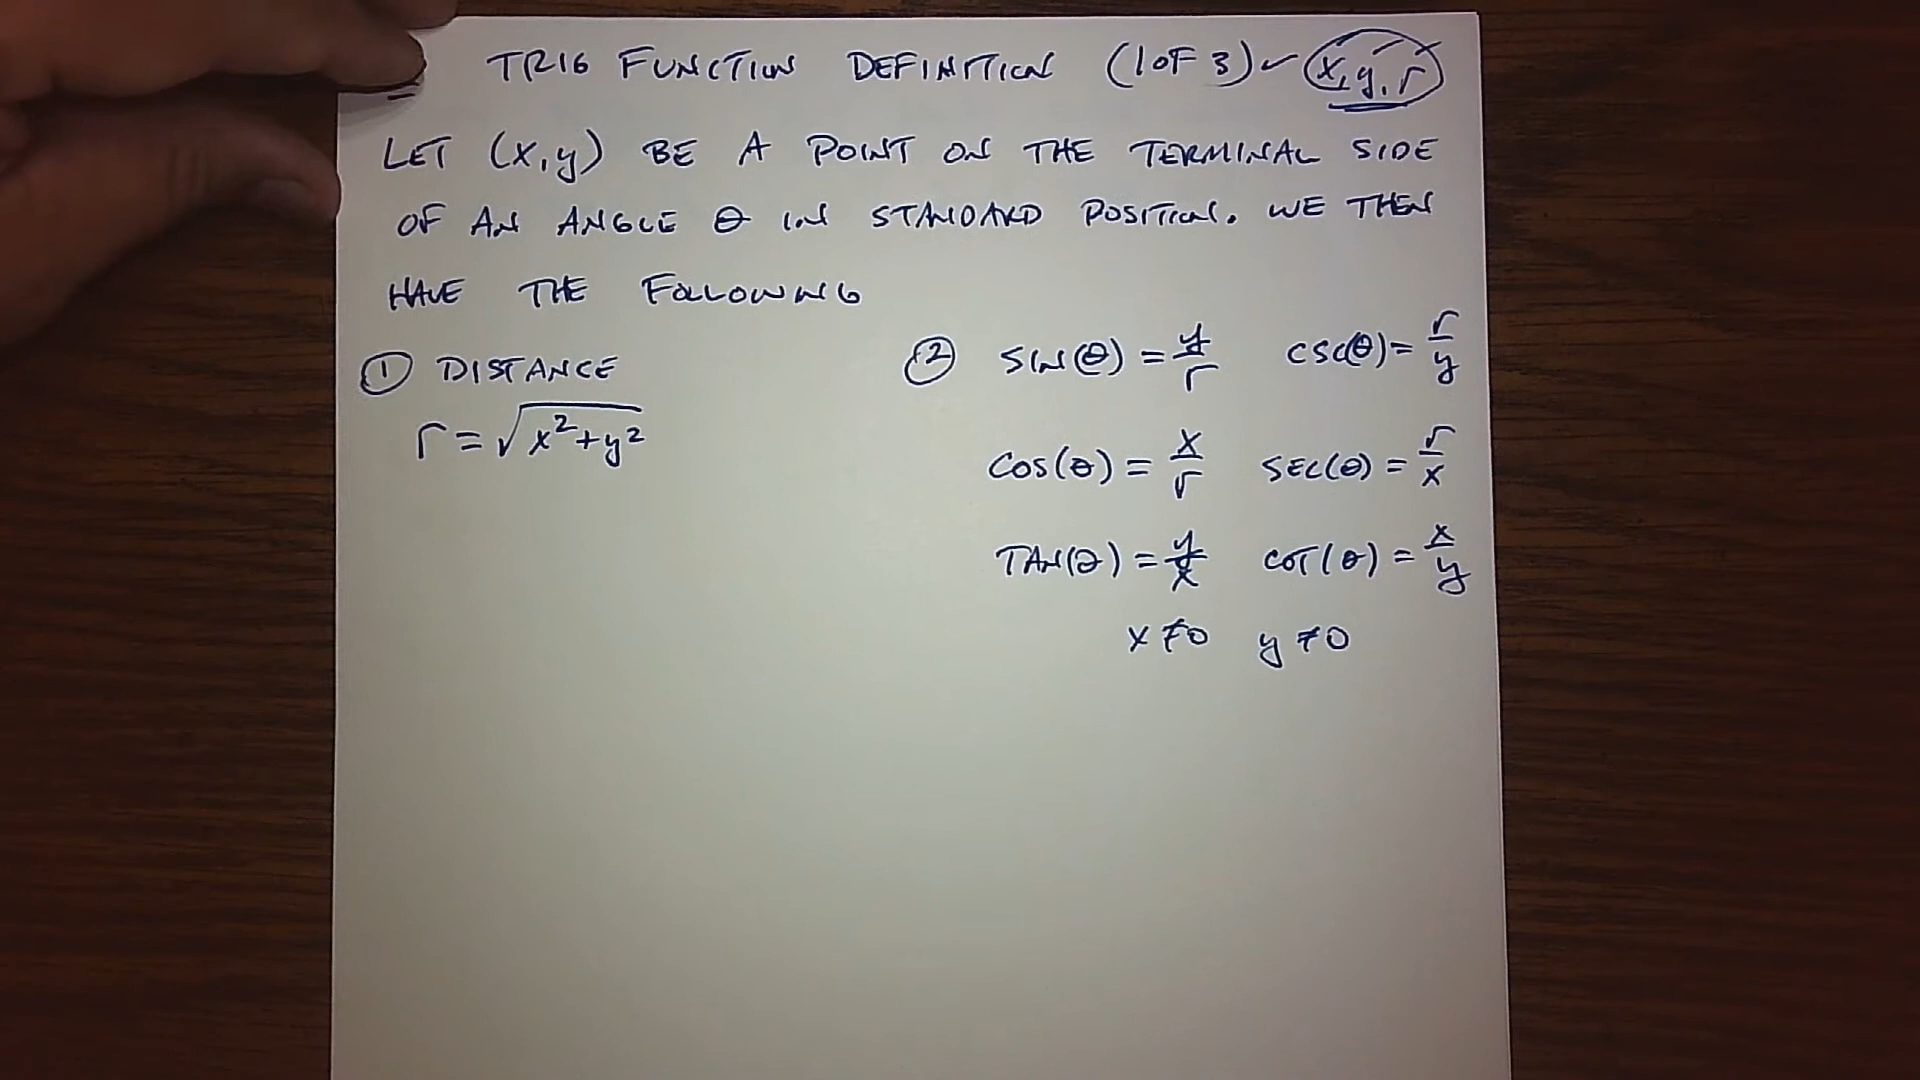 TRIG FUNCTION DEFINITION (1 OF 3) ✓ x, y, r
LET (x,y) BE A POINT ON THE TERMINAL SIDE
OF AN ANGLE θ IN STANDARD POSITION. WE THEN
HAVE THE FOLLOWING
① DISTANCE
r = √(x²+y²)
② SIN(θ) = y/r CSC(θ) = r/y
COS(θ) = x/r SEC(θ) = r/x
TAN(θ) = y/x COT(θ) = x/y
x ≠ 0 y ≠ 0